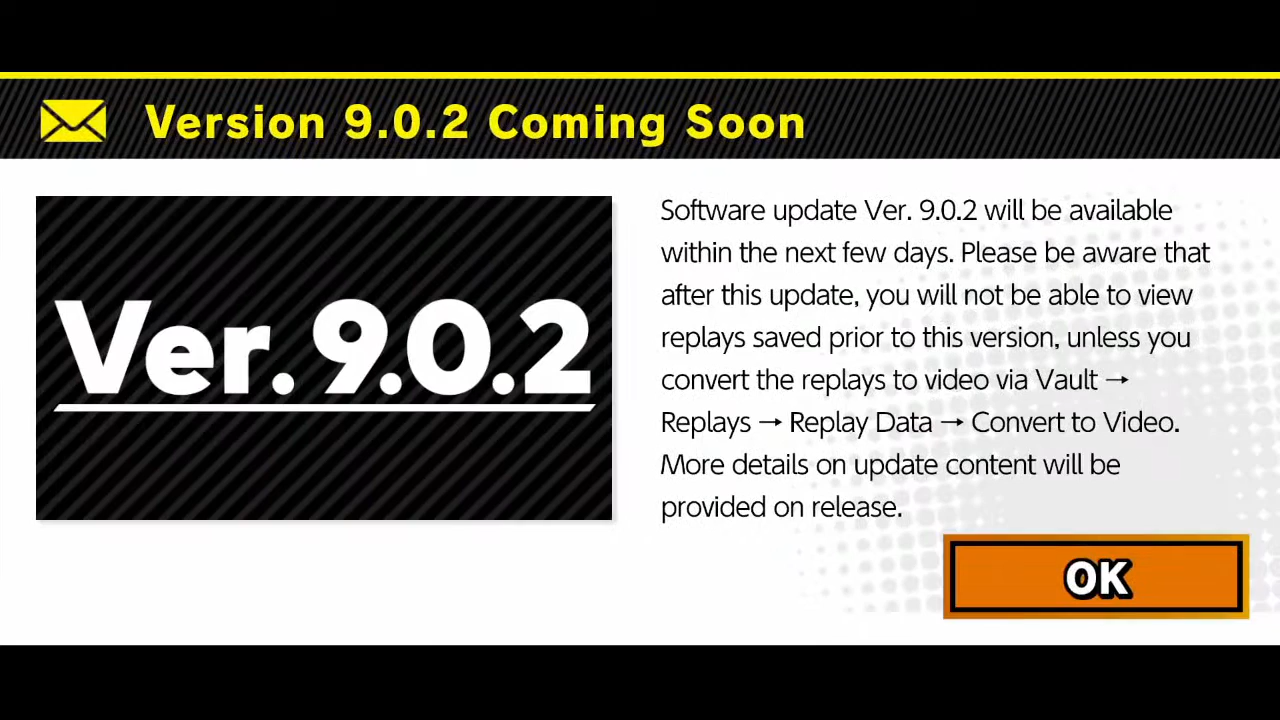 Version 9.0.2 Coming Soon
Ver. 9.0.2
Software update Ver. 9.0.2 will be available
within the next few days. Please be aware that
after this update, you will not be able to view
replays saved prior to this version, unless you
convert the replays to video via Vault →
Replays → Replay Data → Convert to Video.
More details on update content will be
provided on release.
OK